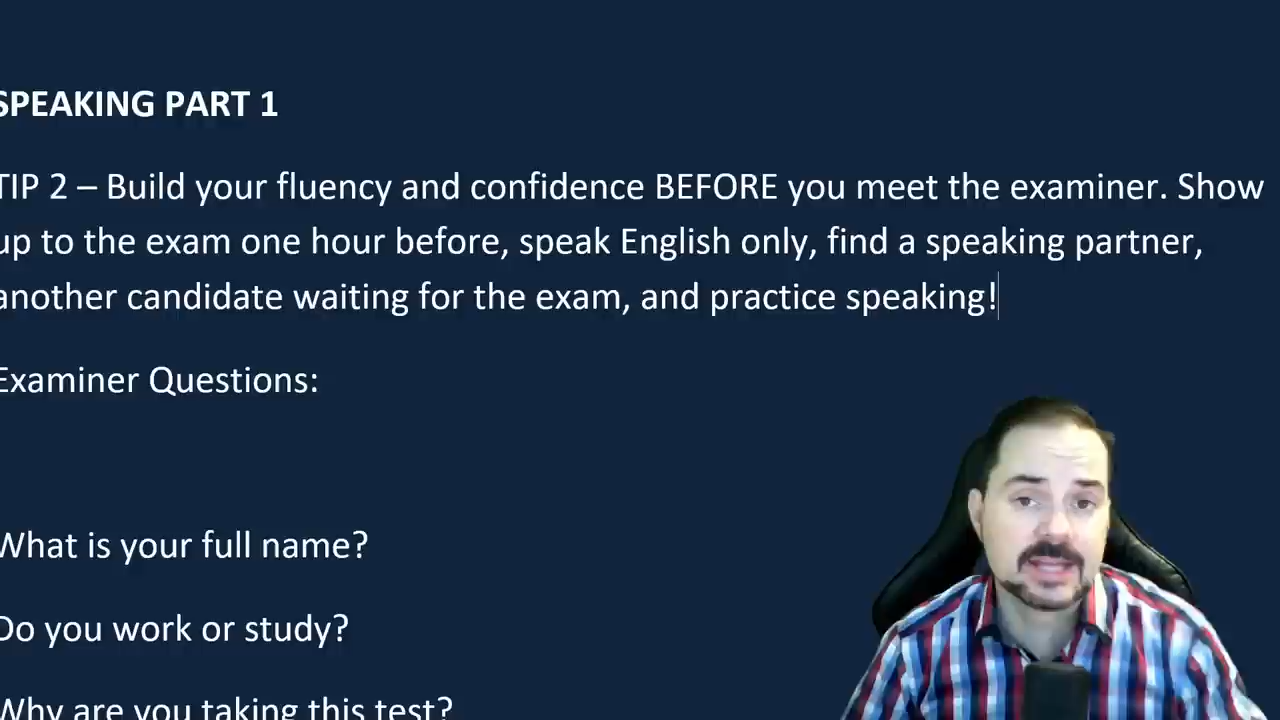 SPEAKING PART 1
TIP 2 – Build your fluency and confidence BEFORE you meet the examiner. Show
up to the exam one hour before, speak English only, find a speaking partner,
another candidate waiting for the exam, and practice speaking!
Examiner Questions:
What is your full name?
Do you work or study?
Why are you taking this test?